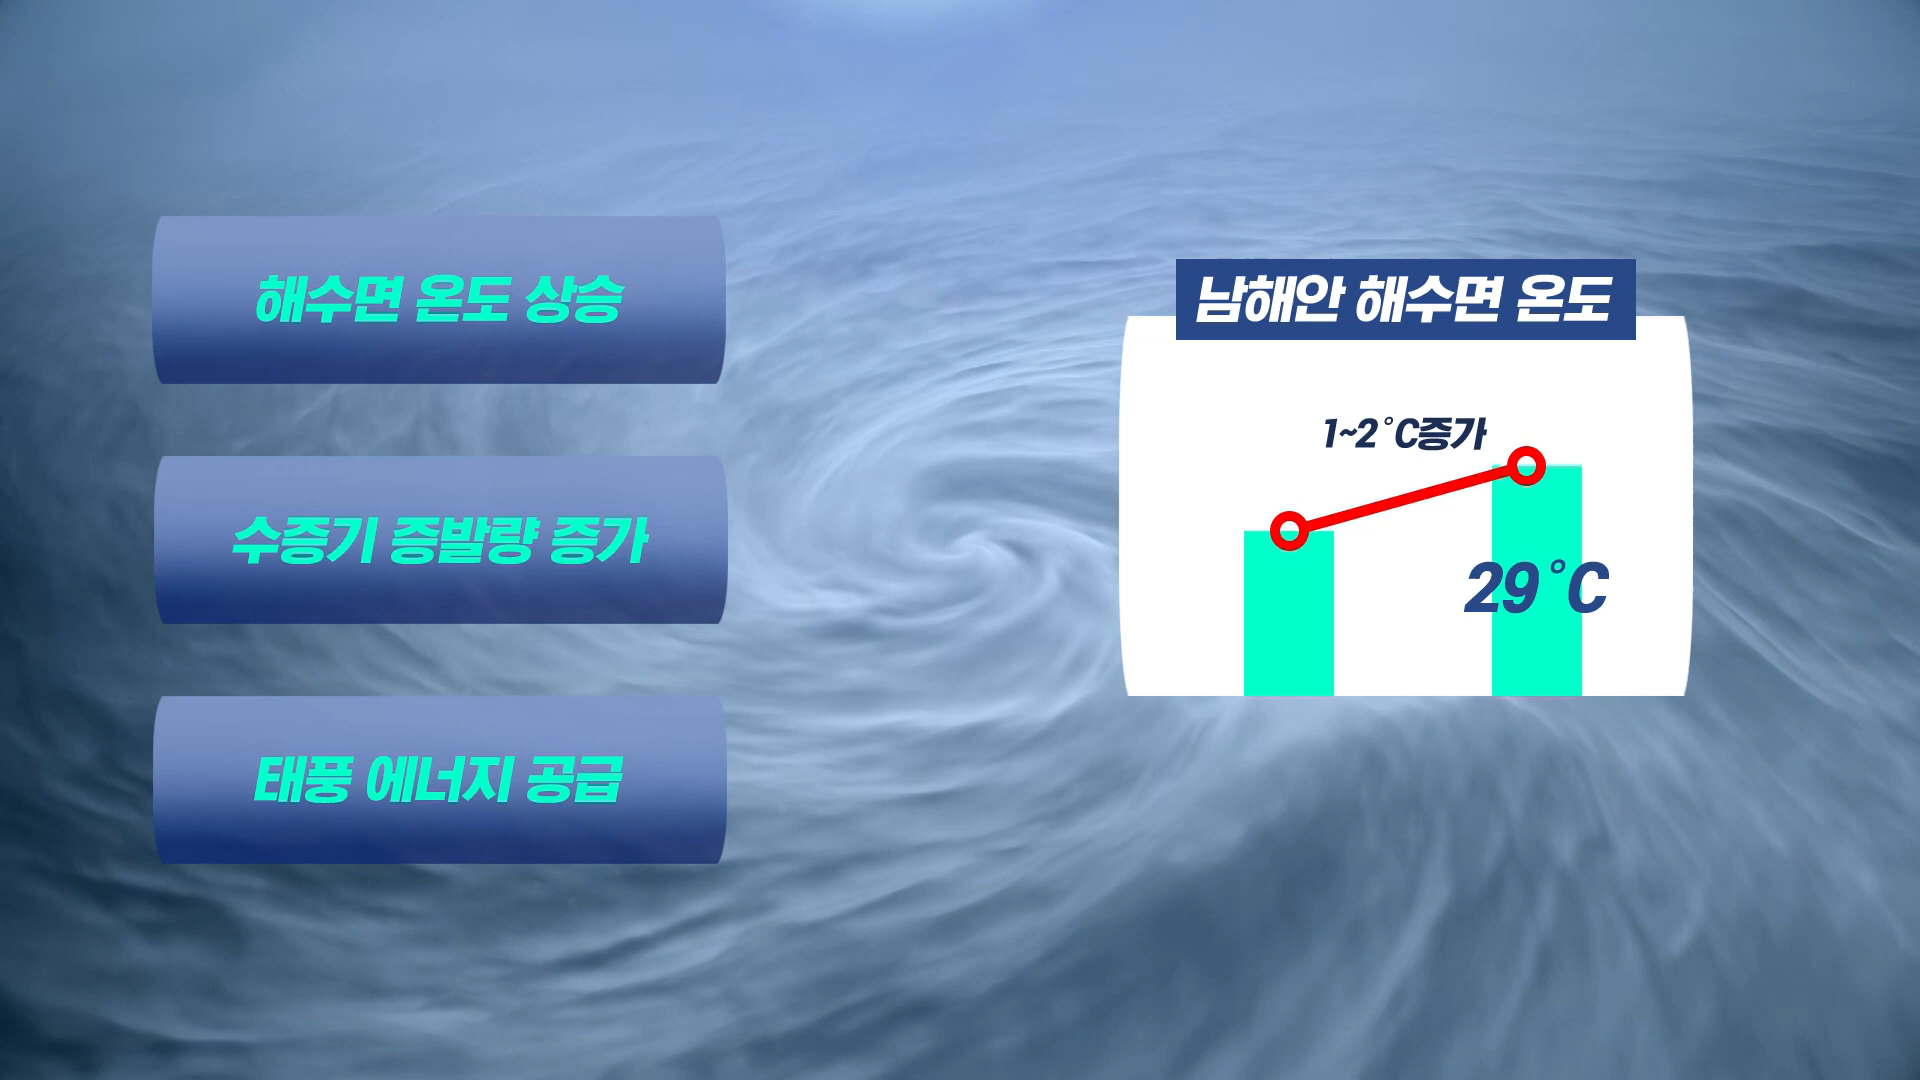 해수면 온도 상승
수증기 증발량 증가
태풍 에너지 공급
남해안 해수면 온도
1~2°C증가
29°C